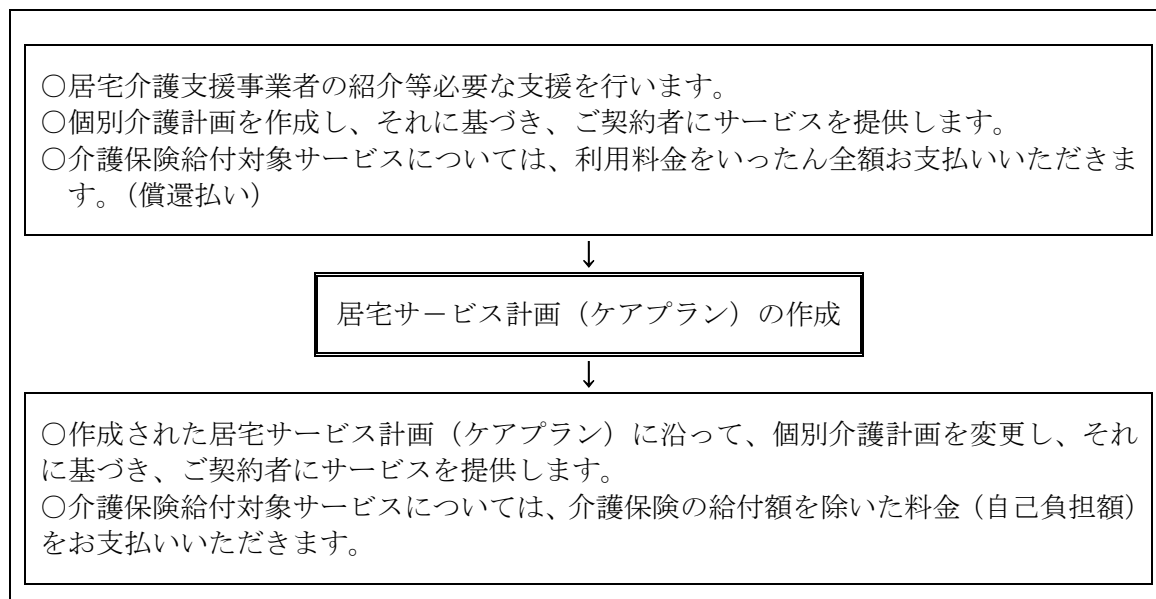 ○居宅介護支援事業者の紹介等必要な支援を行います。
○個別介護計画を作成し、それに基づき、ご契約者にサービスを提供します。
○介護保険給付対象サービスについては、利用料金をいったん全額お支払いいただきま
す。(償還払い)
↓
居宅サ－ビス計画（ケアプラン）の作成
↓
○作成された居宅サービス計画（ケアプラン）に沿って、個別介護計画を変更し、それ
に基づき、ご契約者にサービスを提供します。
○介護保険給付対象サービスについては、介護保険の給付額を除いた料金（自己負担額）
をお支払いいただきます。